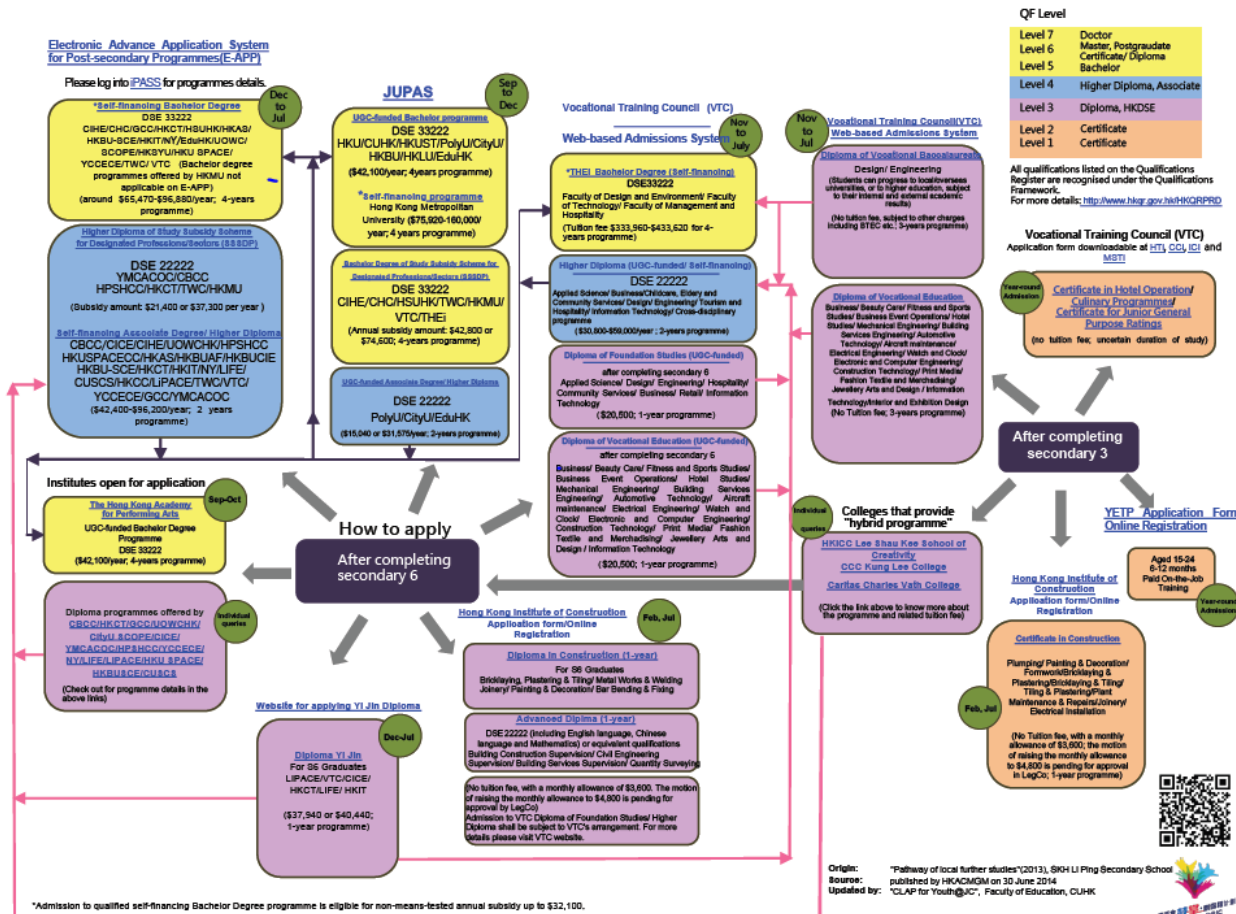 QF Level
Level 7 Doctor
Level 6 Master, Postgraudate
Certificate/ Diploma
Level 5 Bachelor
Level 4 Higher Diploma, Associate
Level 3 Diploma, HKDSE
Level 2 Certificate
Level 1 Certificate
All qualifications listed on the Qualifications
Register are recognised under the Qualifications
Framework.
For more details: http://www.hkqr.gov.hk/HKQRPRD
Electronic Advance Application System
for Post-secondary Programmes(E-APP)
Please log into iPASS for programmes details.
Dec
to
Jul
*Self-financing Bachelor Degree
DSE 33222
CIHE/CHC/GCC/HKCT/HSUHK/HKAS/
HKBU-SCE/HKIT/NY/EduHK/UOWC/
SCOPE/HKSYU/HKU SPACE/
YCCECE/TWC/ VTC (Bachelor degree
programmes offered by HKMU not
applicable on E-APP)
(around $65,470-$96,880/year; 4-years
programme)
Higher Diploma of Study Subsidy Scheme
for Designated Professions/Sectors (SSSDP)
DSE 22222
YMCACOC/CBCC
HPSHCC/HKCT/TWC/HKMU
(Subsidy amount: $21,400 or $37,300 per year )
Self-financing Associate Degree/ Higher Diploma
CBCC/CICE/CIHE/UOWCHK/HPSHCC
HKUSPACECC/HKAS/HKBUAF/HKBUCIE
HKBU-SCE/HKCT/HKIT/NY/LIFE/
CUSCS/HKCC/LiPACE/TWC/VTC/
YCCECE/GCC/YMCACOC
($42,400-$96,200/year; 2 years
programme)
JUPAS
Sep
to
Dec
UGC-funded Bachelor programme
DSE 33222
HKU/CUHK/HKUST/PolyU/CityU/
HKBU/HKLU/EduHK
($42,100/year; 4years programme)
*Self-financing programme
Hong Kong Metropolitan
University ($75,920-160,000/
year; 4 years programme)
Bachelor Degree of Study Subsidy Scheme for
Designated Professions/Sectors (SSSDP)
DSE 33222
CIHE/CHC/HSUHK/TWC/HKMU/
VTC/THEi
(Annual subsidy amount: $42,800 or
$74,600; 4-years programme)
UGC-funded Associate Degree/ Higher Diploma
DSE 22222
PolyU/CityU/EduHK
($15,040 or $31,575/year; 2-years programme)
Vocational Training Council (VTC)
Web-based Admissions System
Nov
to
July
*THEI Bachelor Degree (Self-financing)
DSE33222
Faculty of Design and Environment/ Faculty
of Technology/ Faculty of Management and
Hospitality
(Tuition fee $333,960-$433,620 for 4-
years programme)
Higher Diploma (UGC-funded/ Self-financing)
DSE 22222
Applied Science/ Business/Childcare, Eldery and
Community Services/ Design/ Engineering/ Tourism and
Hospitality/ Information Technology/ Cross-disciplinary
programme
($30,800-$59,000/year ; 2-years programme)
Diploma of Foundation Studies (UGC-funded)
after completing secondary 6
Applied Science/ Design/ Engineering/ Hospitality/
Community Services/ Business/ Retail/ Information
Technology
($20,500; 1-year programme)
Diploma of Vocational Education (UGC-funded)
after completing secondary 6
Business/ Beauty Care/ Fitness and Sports Studies/
Business Event Operations/ Hotel Studies/
Mechanical Engineering/ Building Services
Engineering/ Automotive Technology/ Aircraft
maintenance/ Electrical Engineering/ Watch and
Clock/ Electronic and Computer Engineering/
Construction Technology/ Print Media/ Fashion
Textile and Merchadising/ Jewellery Arts and
Design / Information Technology
($20,500; 1-year programme)
Nov
to
Jul
Vocational Training Council(VTC)
Web-based Admissions System
Diploma of Vocational Baccalaureate
Design/ Engineering
(Students can progress to local/overseas
universities, or to higher education, subject
to their internal and external academic
results)
(No tuition fee, subject to other charges
including BTEC etc.; 3-years programme)
Diploma of Vocational Education
Business/ Beauty Care/ Fitness and Sports
Studies/ Business Event Operations/ Hotel
Studies/ Mechanical Engineering/ Building
Services Engineering/ Automotive
Technology/ Aircraft maintenance/
Electrical Engineering/ Watch and Clock/
Electronic and Computer Engineering/
Construction Technology/ Print Media/
Fashion Textile and Merchadising/
Jewellery Arts and Design / Information
Technology/Interior and Exhibition Design
(No Tuition fee; 3-years programme)
Vocational Training Council (VTC)
Application form downloadable at HTI, CCI, ICI and
MSTI
Year-round
Admission
Certificate in Hotel Operation/
Culinary Programmes/
Certificate for Junior General
Purpose Ratings
(no tuition fee; uncertain duration of study)
After completing
secondary 3
Institutes open for application
Sep-Oct
The Hong Kong Academy
for Performing Arts
UGC-funded Bachelor Degree
Programme
DSE 33222
($42,100/year; 4-years programme)
How to apply
After completing
secondary 6
Individual
queries
Diploma programmes offered by
CBCC/HKCT/GCC/UOWCHK/
CityU SCOPE/CICE/
YMCACOC/HPSHCC/YCCECE/
NY/LIFE/LIPACE/HKU SPACE/
HKBUSCE/CUSCS
(Check out for programme details in the
above links)
Website for applying Yi Jin Diploma
Dec-Jul
Diploma Yi Jin
For S6 Graduates
LIPACE/VTC/CICE/
HKCT/LIFE/ HKIT
($37,940 or $40,440;
1-year programme)
Hong Kong Institute of Construction
Application form/Online
Registration
Feb, Jul
Diploma in Construction (1-year)
For S6 Graduates
Bricklaying, Plastering & Tiling/ Metal Works & Welding
Joinery/ Painting & Decoration/ Bar Bending & Fixing
Advanced Diplma (1-year)
DSE 22222 (including English language, Chinese
language and Mathematics) or equivalent qualifications
Building Construction Supervision/ Civil Engineering
Supervision/ Building Services Supervision/ Quantity Surveying
(No tuition fee, with a monthly allowance of $3,600. The motion
of raising the monthly allowance to $4,800 is pending for
approval by LegCo)
Admission to VTC Diploma of Foundation Studies/ Higher
Diploma shall be subject to VTC's arrangement. For more
details please visit VTC website.
Individual
queries
Colleges that provide
"hybrid programme"
HKICC Lee Shau Kee School of
Creativity
CCC Kung Lee College
Caritas Charles Vath College
(Click the link above to know more about
the programme and related tuition fee)
Hong Kong Institute of
Construction
Application form/Online
Registration
Feb, Jul
Certificate in Construction
Plumping/ Painting & Decoration/
Formwork/Bricklaying &
Plastering/Bricklaying & Tiling/
Tiling & Plastering/Plant
Maintenance & Repairs/Joinery/
Electrical Installation
(No Tuition fee, with a monthly
allowance of $3,600; the motion
of raising the monthly allowance
to $4,800 is pending for approval
in LegCo; 1-year programme)
YETP Application Form
Online Registration
Aged 15-24
6-12 months
Paid On-the-Job
Training
Year-round
Admission
Origin: "Pathway of local further studies"(2013), SKH Li Ping Secondary School
Source: published by HKACMGM on 30 June 2014
Updated by: "CLAP for Youth@JC", Faculty of Education, CUHK
*Admission to qualified self-financing Bachelor Degree programme is eligible for non-means-tested annual subsidy up to $32,100.